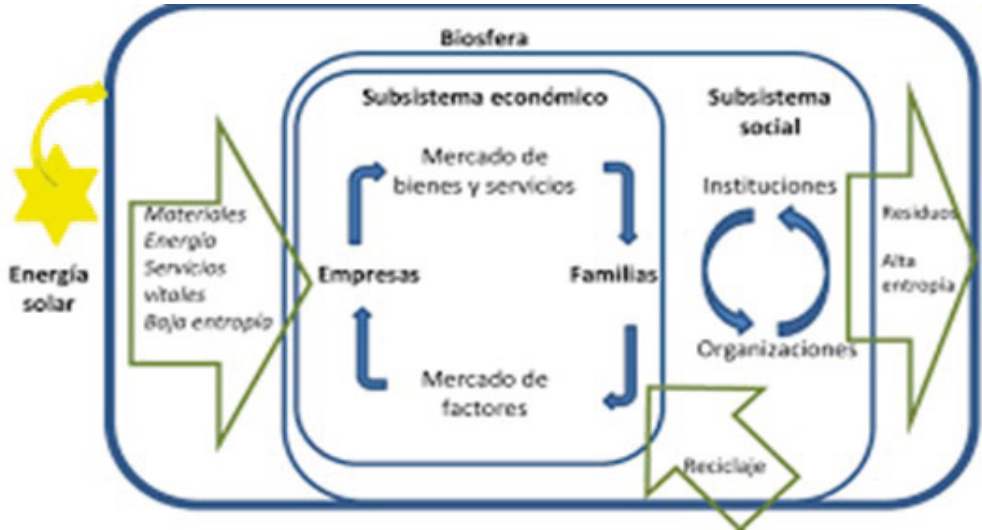 Biosfera
Subsistema económico
Subsistema
social
Mercado de
bienes y servicios
Instituciones
Materiales
Energía
Servicios
vitales
Baja entropía
Residuos
Alta
entropía
Energía
solar
Empresas
Familias
Organizaciones
Mercado de
factores
Reciclaje